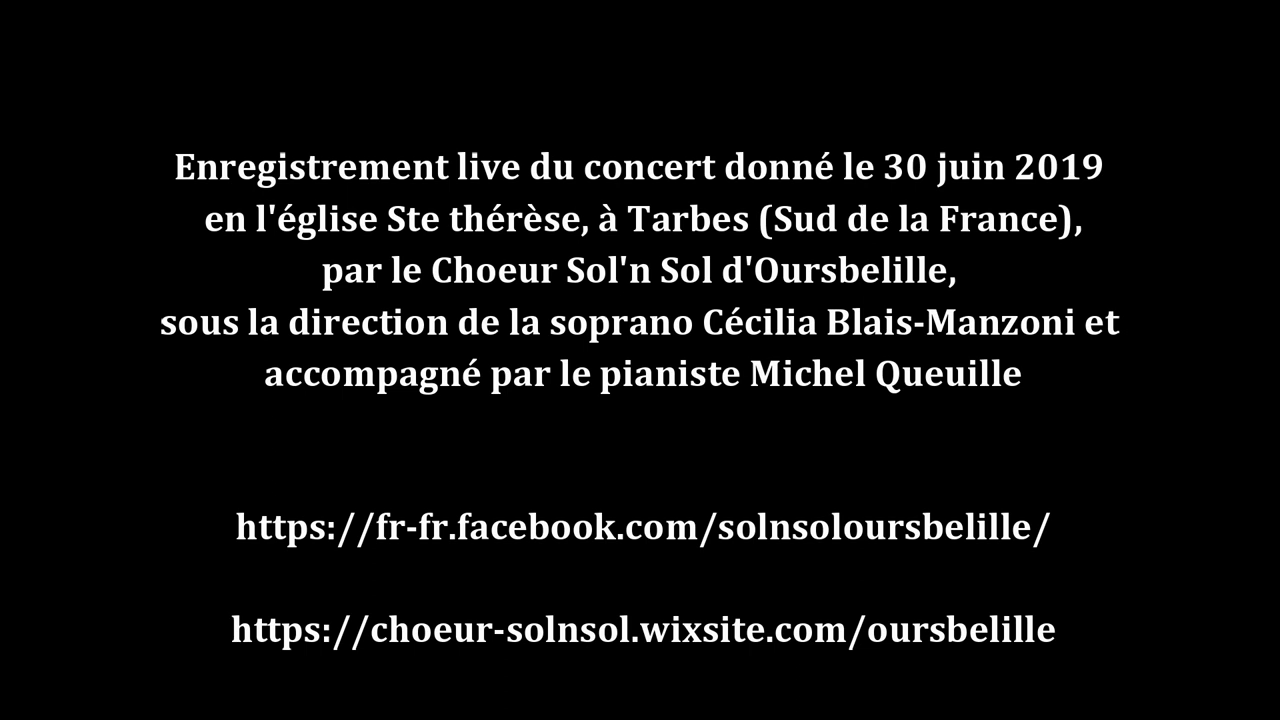 Enregistrement live du concert donné le 30 juin 2019
en l'église Ste thérèse, à Tarbes (Sud de la France),
par le Choeur Sol'n Sol d'Oursbelille,
sous la direction de la soprano Cécilia Blais-Manzoni et
accompagné par le pianiste Michel Queuille
https://fr-fr.facebook.com/solnsoloursbelille/
https://choeur-solnsol.wixsite.com/oursbelille